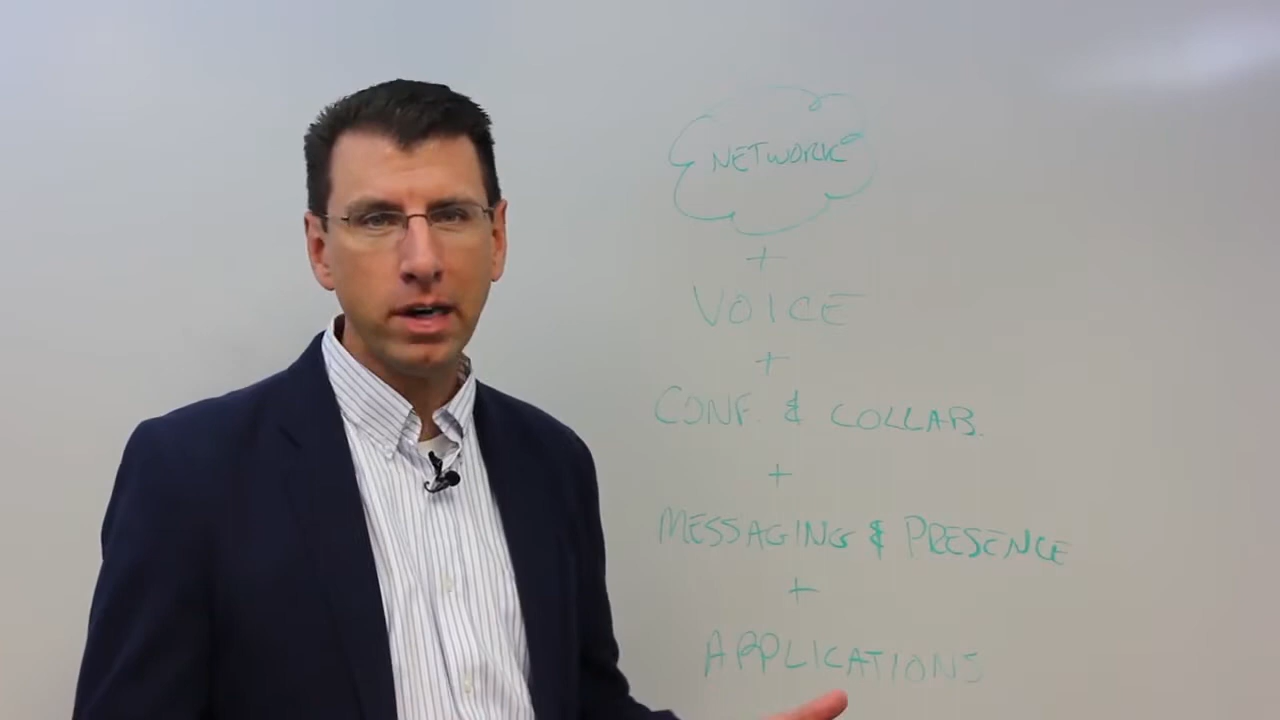 NETWORK
+
VOICE
+
CONF. & COLLAB.
+
MESSAGING & PRESENCE
+
APPLICATIONS